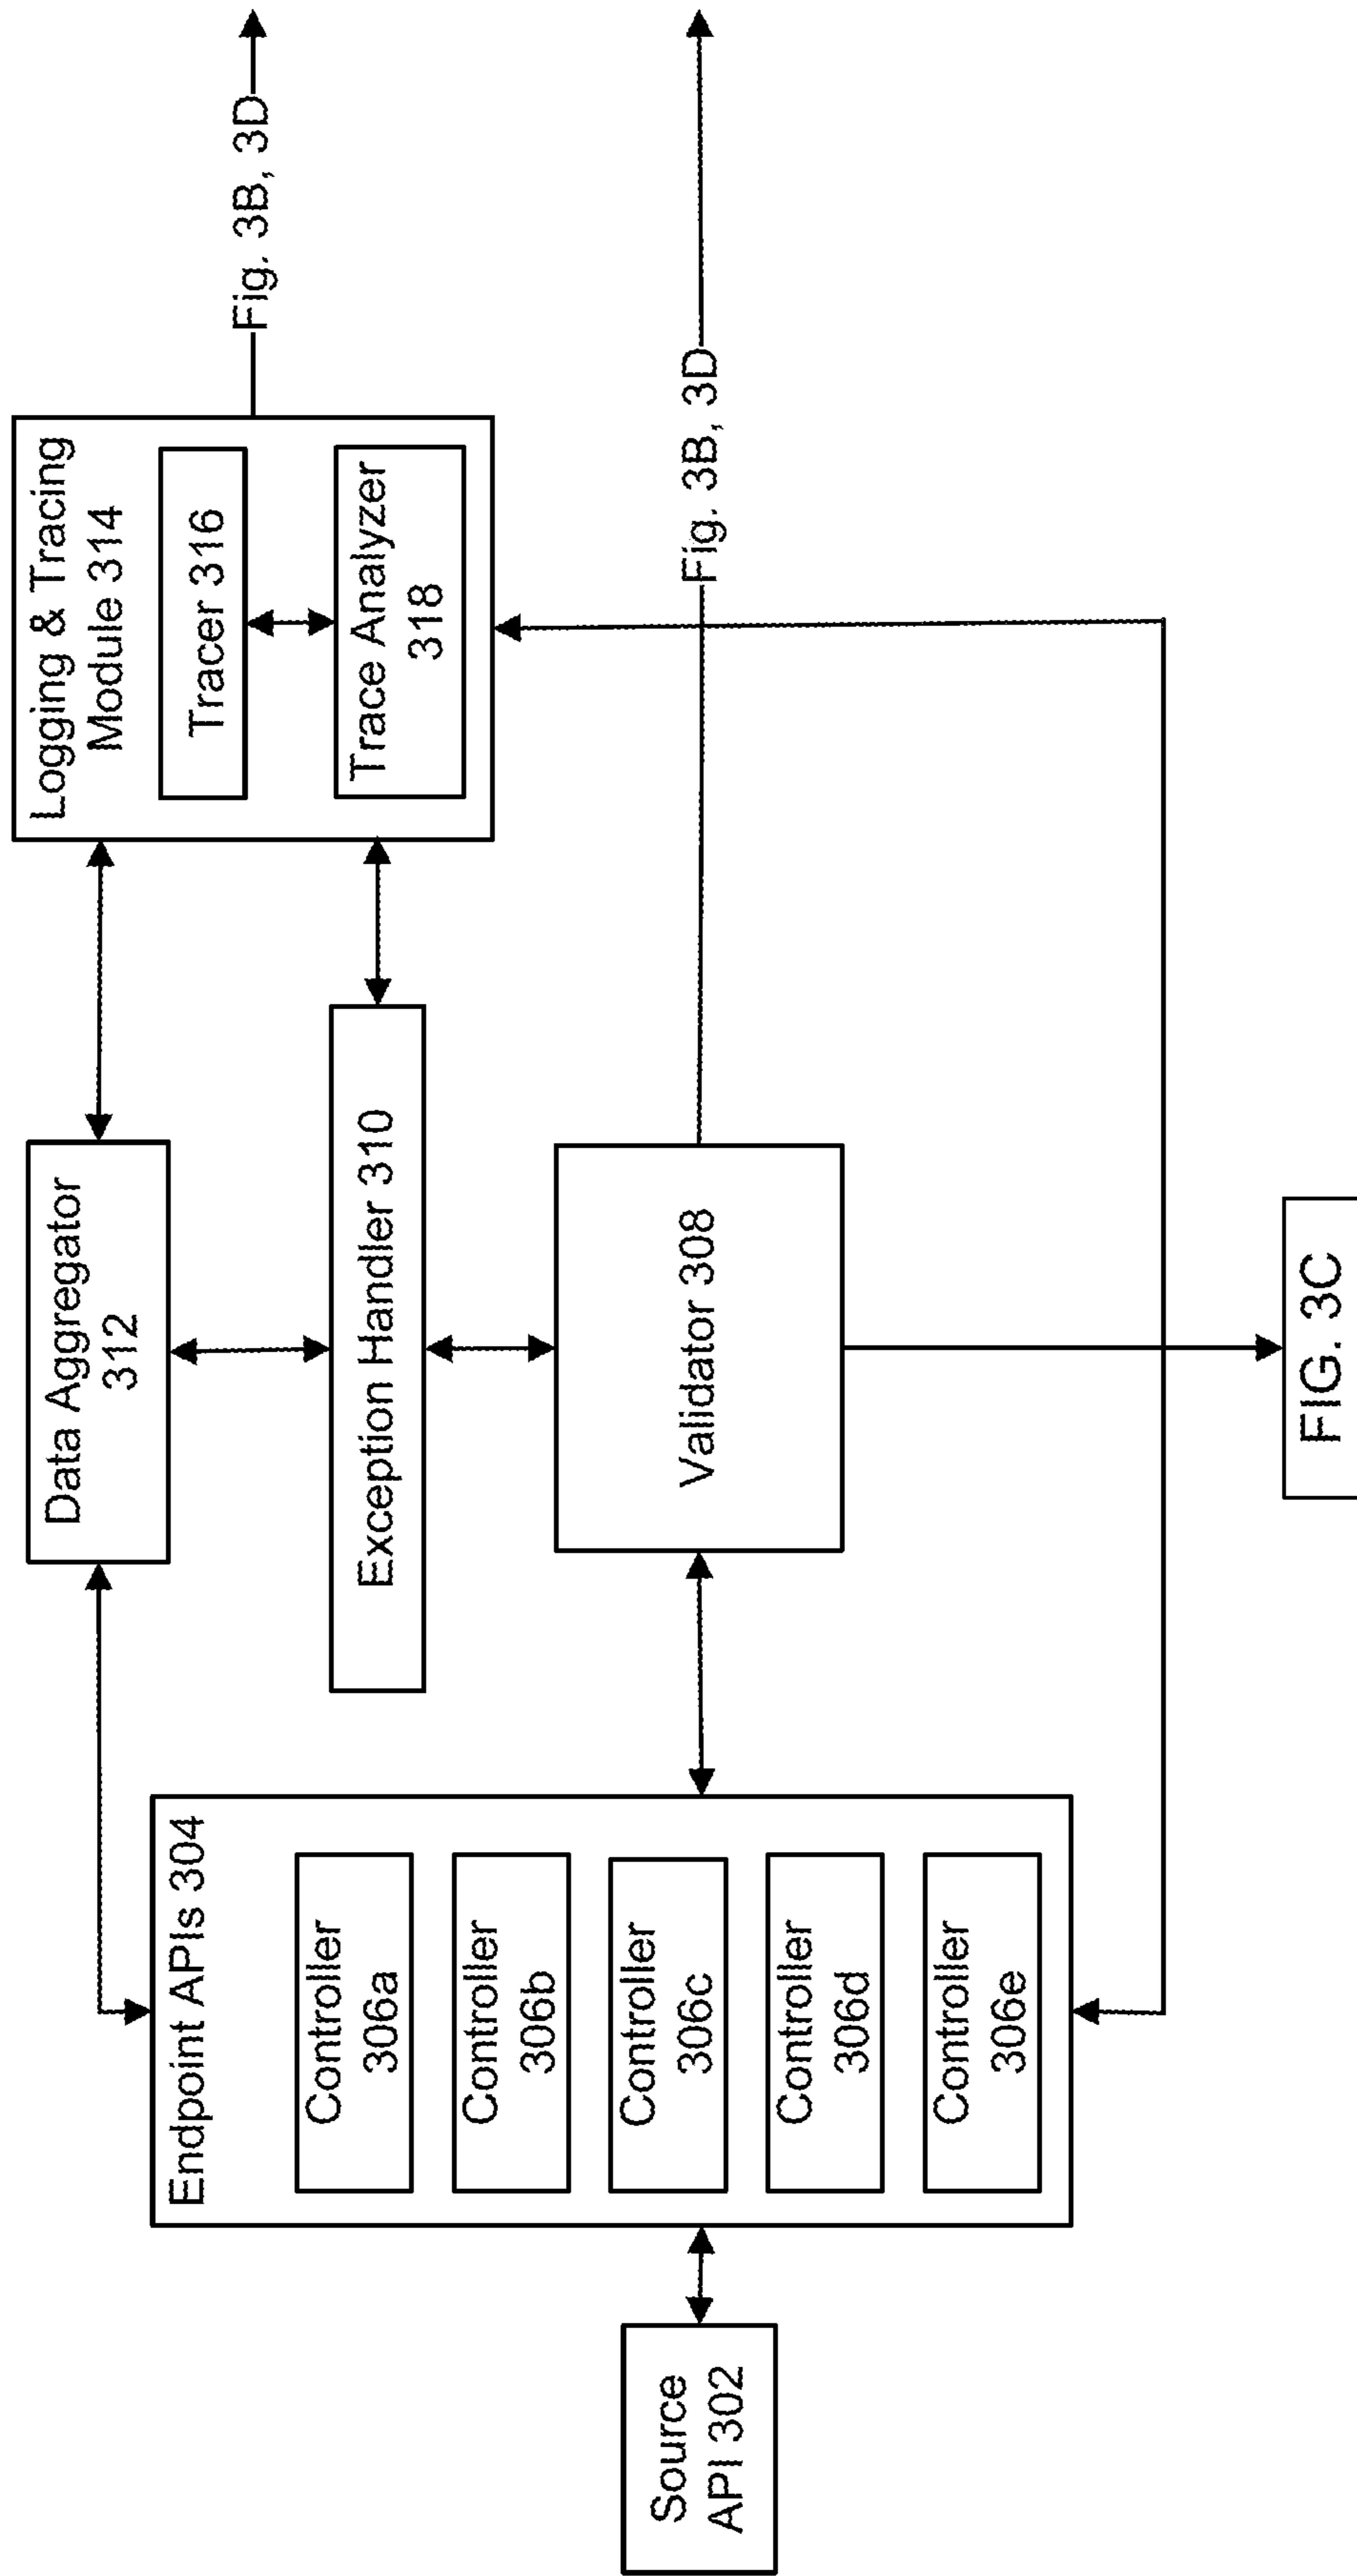 Source
API 302
Endpoint APIs 304
Controller
306a
Controller
306b
Controller
306c
Controller
306d
Controller
306e
Data Aggregator
312
Exception Handler 310
Validator 308
Logging & Tracing
Module 314
Tracer 316
Trace Analyzer
318
Fig. 3B, 3D
Fig. 3B, 3D
FIG. 3C